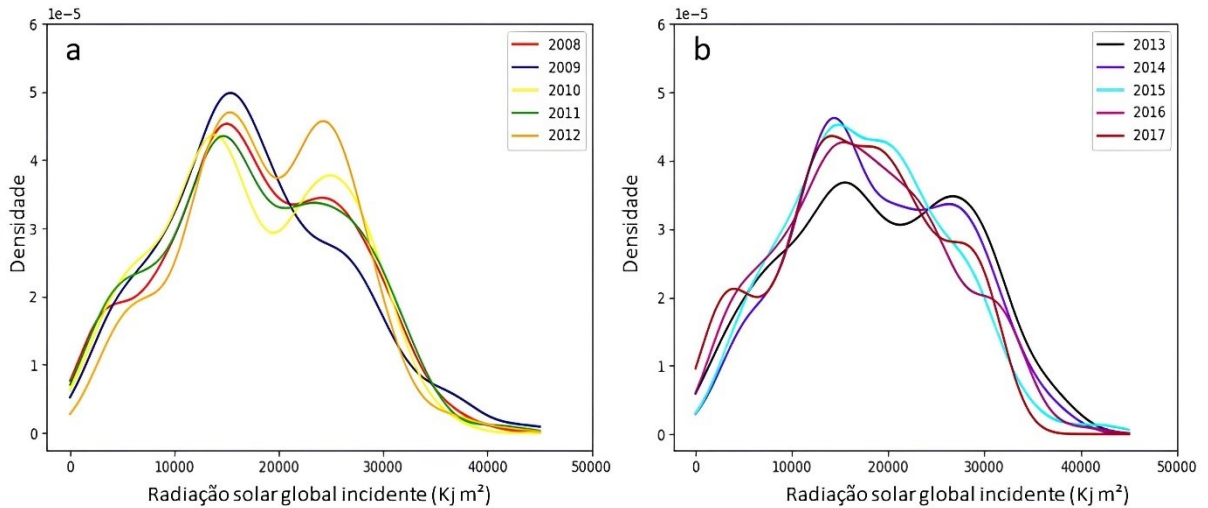 1e−5
a
2008
2009
2010
2011
2012
6
5
4
3
2
1
0
Densidade
0 10000 20000 30000 40000 50000
Radiação solar global incidente (Kj m²)
1e−5
b
2013
2014
2015
2016
2017
6
5
4
3
2
1
0
Densidade
0 10000 20000 30000 40000 50000
Radiação solar global incidente (Kj m²)